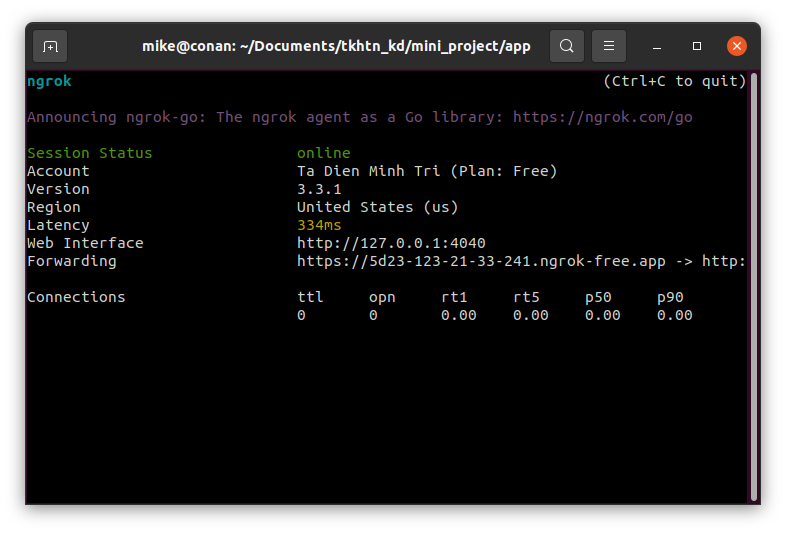 mike@conan: ~/Documents/tkhtn_kd/mini_project/app
ngrok (Ctrl+C to quit)
Announcing ngrok-go: The ngrok agent as a Go library: https://ngrok.com/go
Session Status online
Account Ta Dien Minh Tri (Plan: Free)
Version 3.3.1
Region United States (us)
Latency 334ms
Web Interface http://127.0.0.1:4040
Forwarding https://5d23-123-21-33-241.ngrok-free.app -> http:
Connections ttl opn rt1 rt5 p50 p90
0 0 0.00 0.00 0.00 0.00